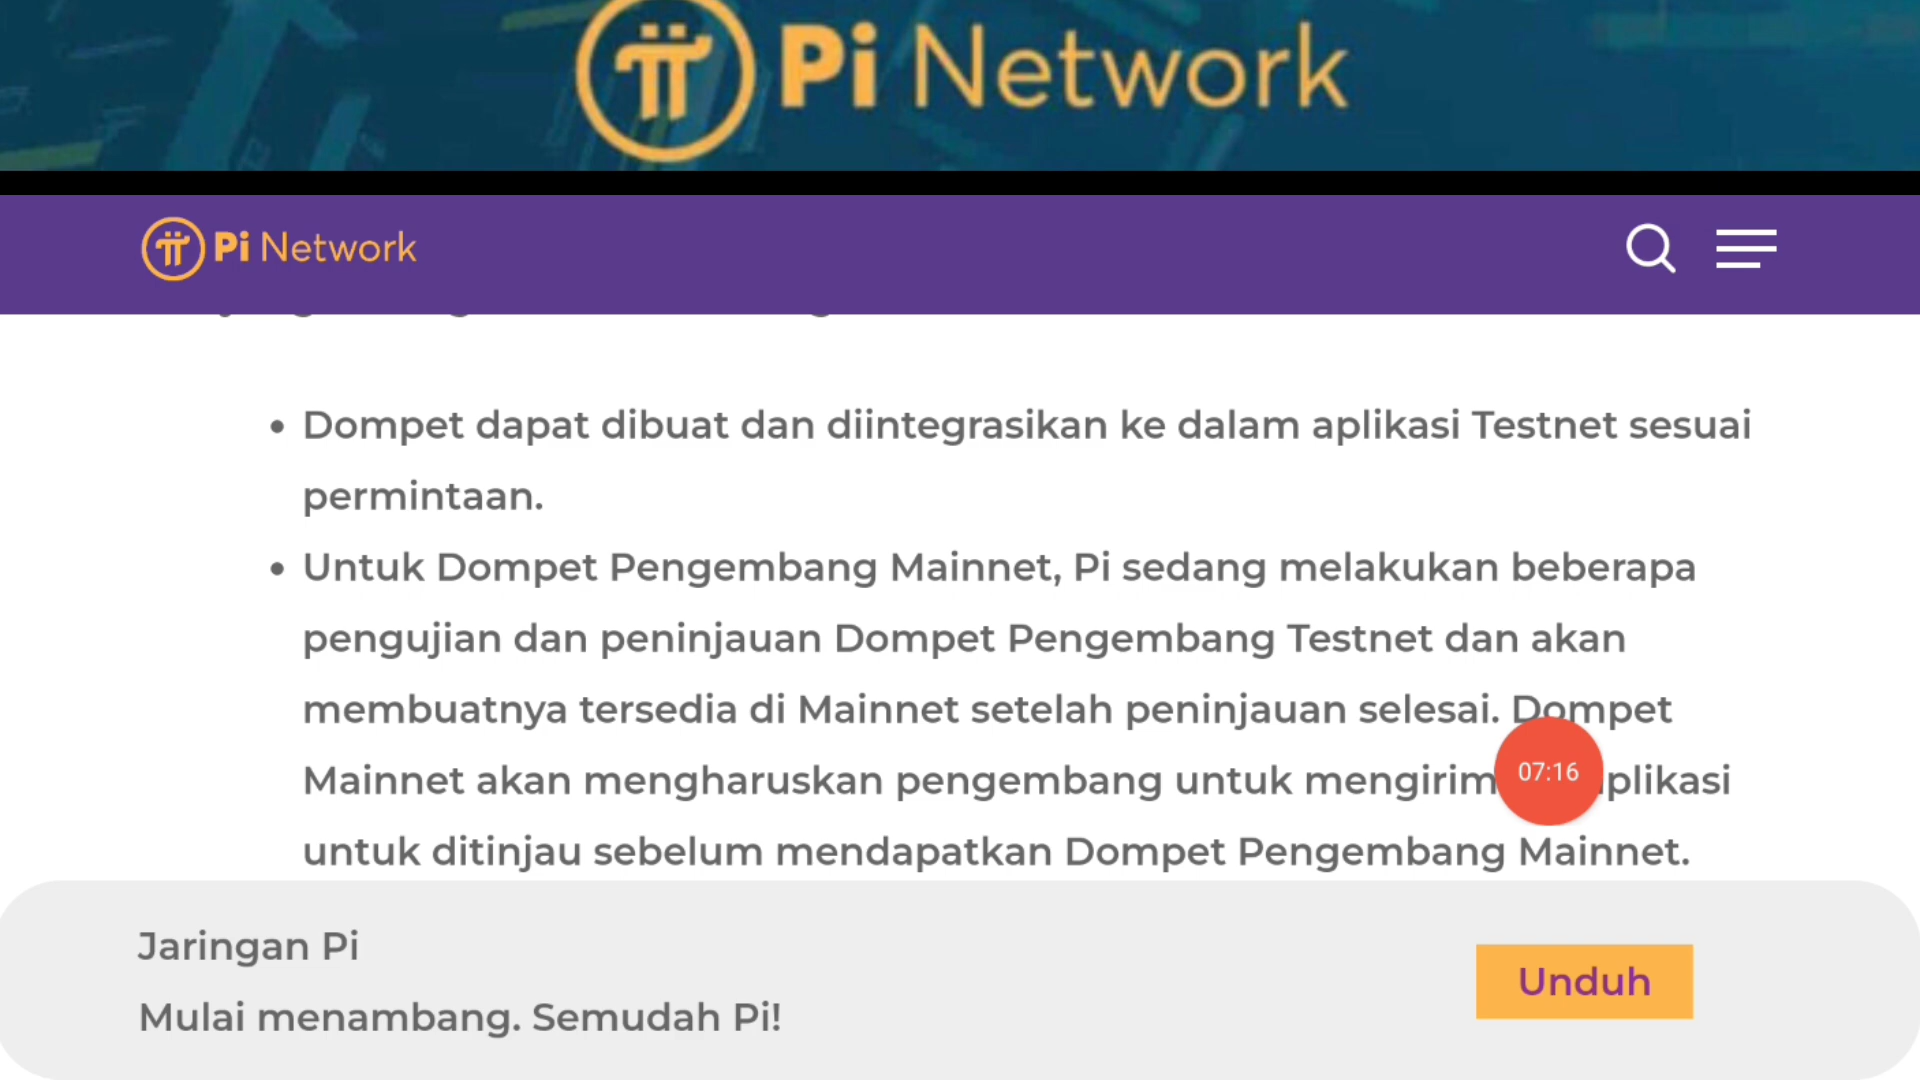 Pi Network
Pi Network
Dompet dapat dibuat dan diintegrasikan ke dalam aplikasi Testnet sesuai
permintaan.
Untuk Dompet Pengembang Mainnet, Pi sedang melakukan beberapa
pengujian dan peninjauan Dompet Pengembang Testnet dan akan
membuatnya tersedia di Mainnet setelah peninjauan selesai. Dompet
Mainnet akan mengharuskan pengembang untuk
07:16
untuk ditinjau sebelum mendapatkan Dompet Pengembang Mainnet.
Jaringan Pi
Unduh
Mulai menambang. Semudah Pi!